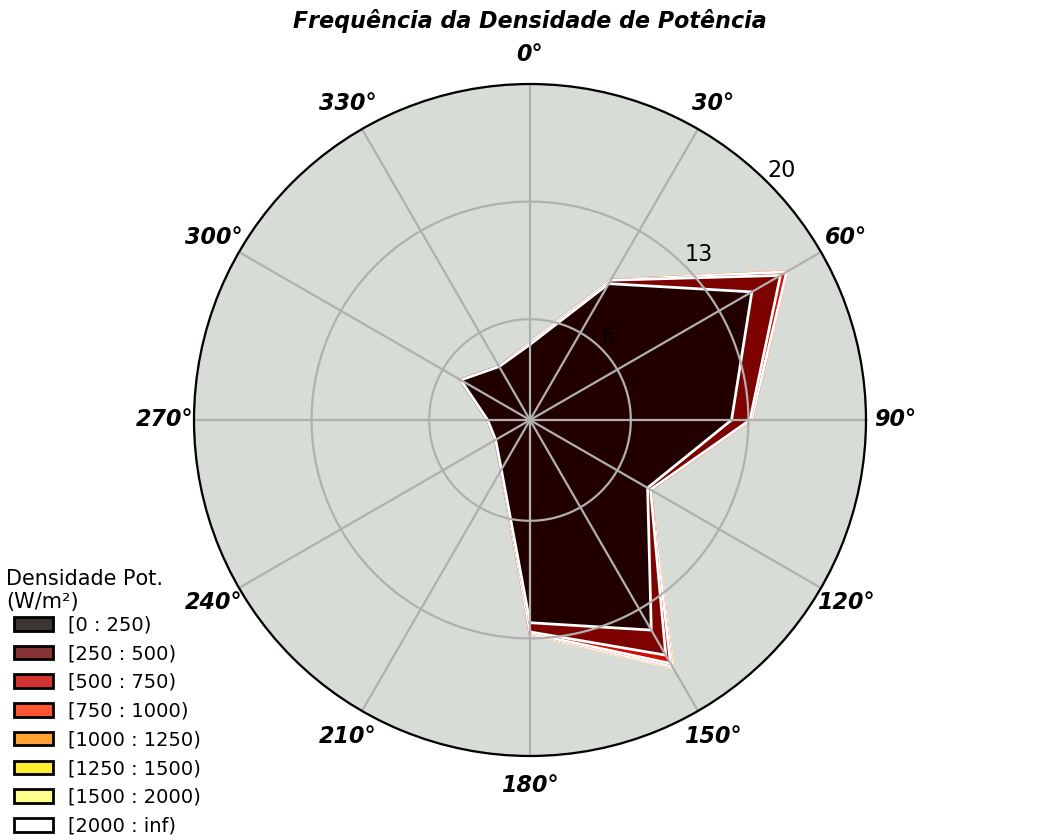 Frequência da Densidade de Potência
0°
330°
30°
20
300°
60°
13
6
270°
90°
240°
120°
210°
150°
180°
Densidade Pot.
(W/m²)
[0 : 250)
[250 : 500)
[500 : 750)
[750 : 1000)
[1000 : 1250)
[1250 : 1500)
[1500 : 2000)
[2000 : inf)